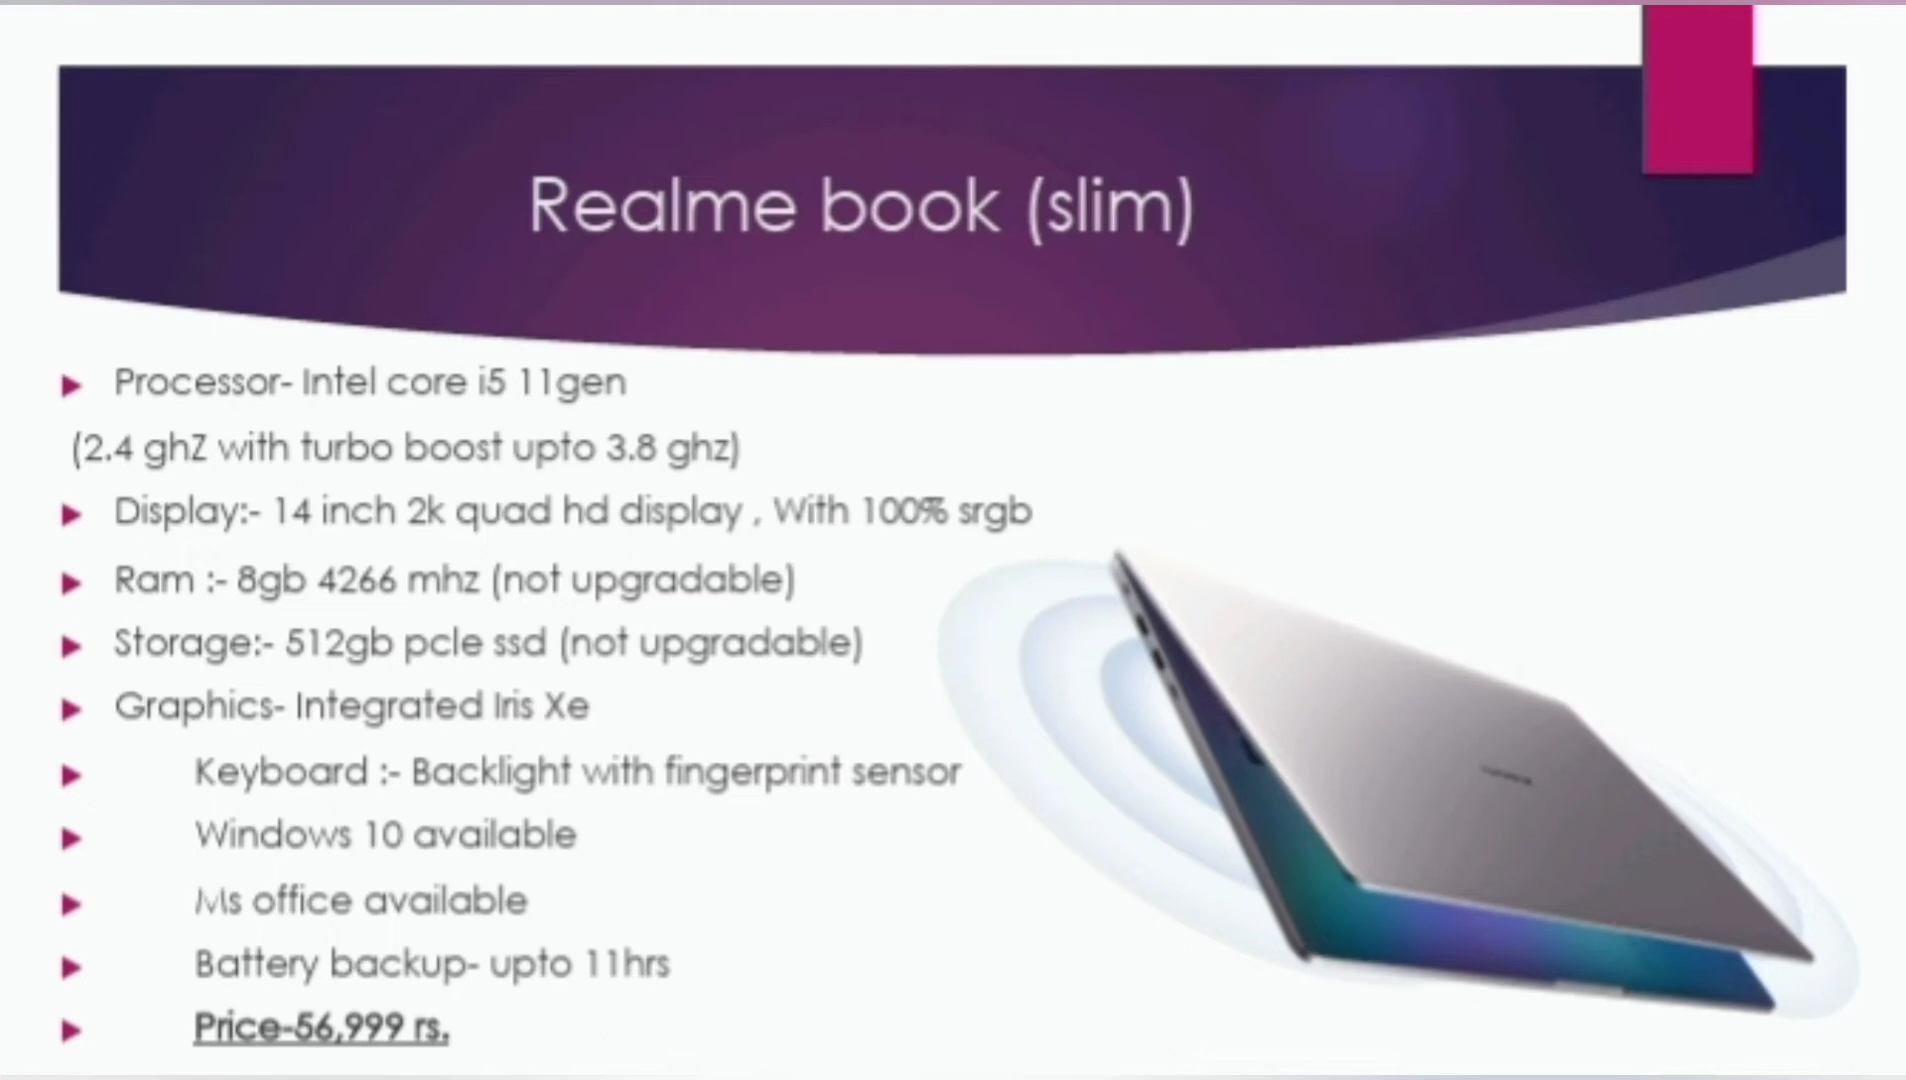 Realme book (slim)
Processor- Intel core i5 11gen
(2.4 ghZ with turbo boost upto 3.8 ghz)
Display:- 14 inch 2k quad hd display , With 100% srgb
Ram :- 8gb 4266 mhz (not upgradable)
Storage:- 512gb pcle ssd (not upgradable)
Graphics- Integrated Iris Xe
Keyboard :- Backlight with fingerprint sensor
Windows 10 available
Ms office available
Battery backup- upto 11hrs
Price-56,999 rs.